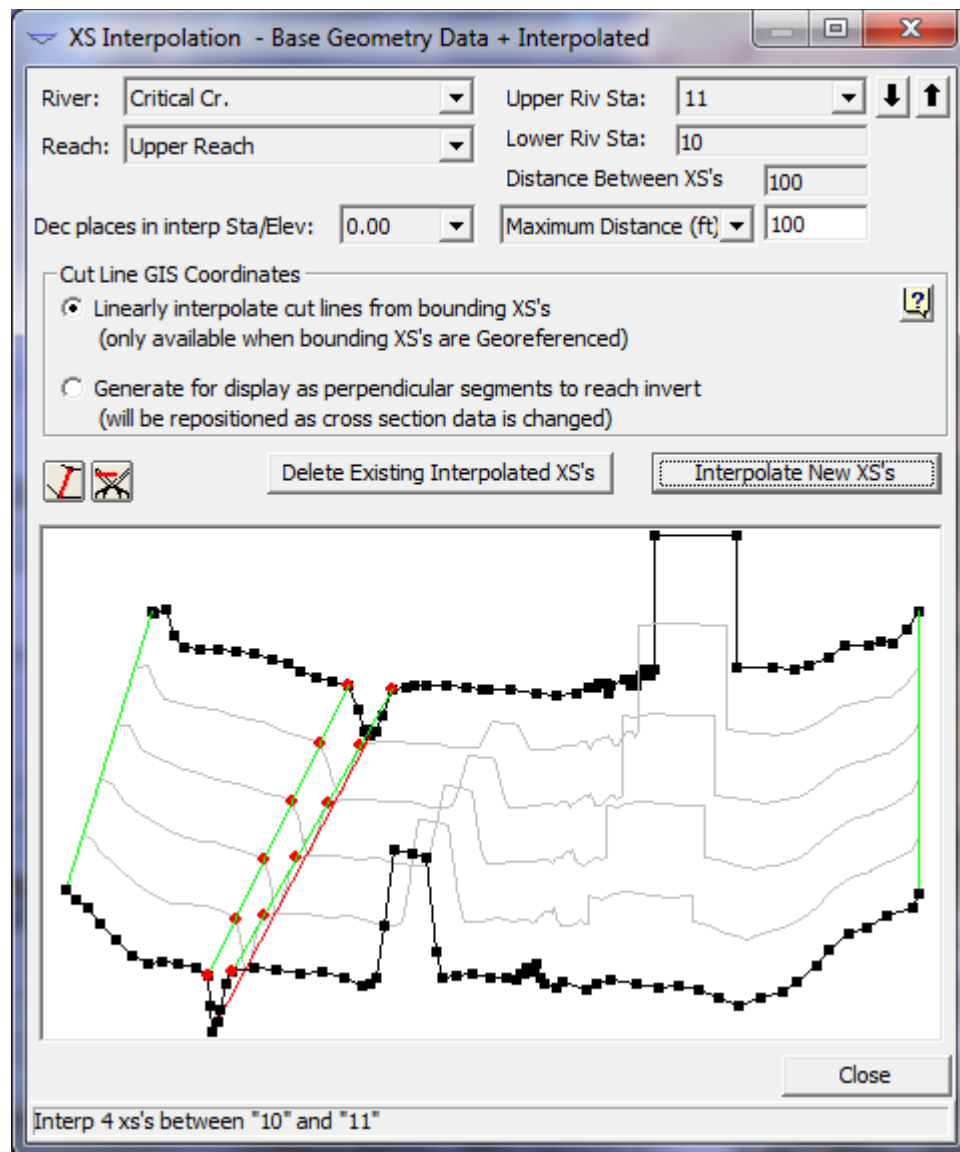 XS Interpolation - Base Geometry Data + Interpolated
River: Critical Cr. Upper Riv Sta: 11
Reach: Upper Reach Lower Riv Sta: 10
Distance Between XS's 100
Dec places in interp Sta/Elev: 0.00 Maximum Distance (ft) 100
Cut Line GIS Coordinates
Linearly interpolate cut lines from bounding XS's
(only available when bounding XS's are Georeferenced)
Generate for display as perpendicular segments to reach invert
(will be repositioned as cross section data is changed)
Delete Existing Interpolated XS's Interpolate New XS's
Close
Interp 4 xs's between "10" and "11"